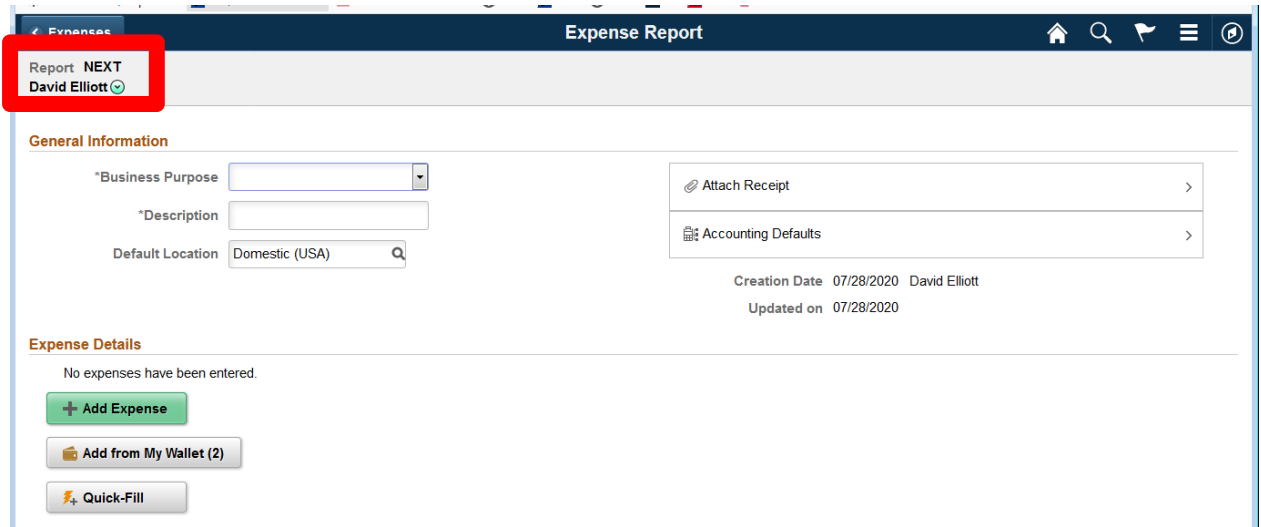 Expenses
Expense Report
Report NEXT
David Elliott
General Information
*Business Purpose
*Description
Default Location Domestic (USA)
Attach Receipt
Accounting Defaults
Creation Date 07/28/2020 David Elliott
Updated on 07/28/2020
Expense Details
No expenses have been entered.
Add Expense
Add from My Wallet (2)
Quick-Fill